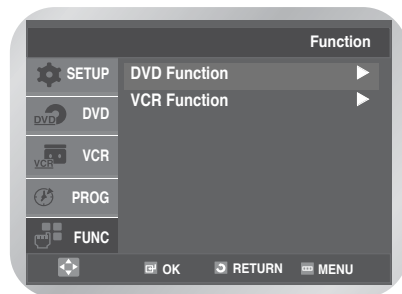 Function
SETUP
DVD Function ►
DVD DVD
VCR Function ►
VCR VCR
PROG
FUNC
OK RETURN MENU